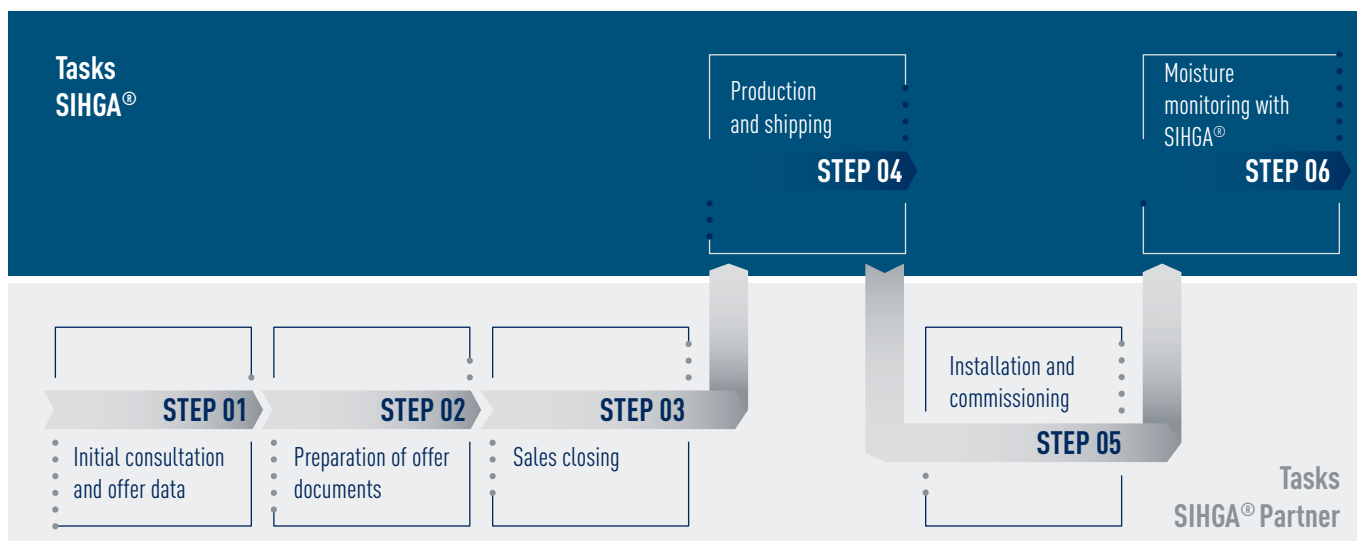 Tasks
SIHGA®
Production
and shipping
STEP 04
Moisture
monitoring with
SIHGA®
STEP 06
STEP 01
Initial consultation
and offer data
STEP 02
Preparation of offer
documents
STEP 03
Sales closing
Installation and
commissioning
STEP 05
Tasks
SIHGA® Partner